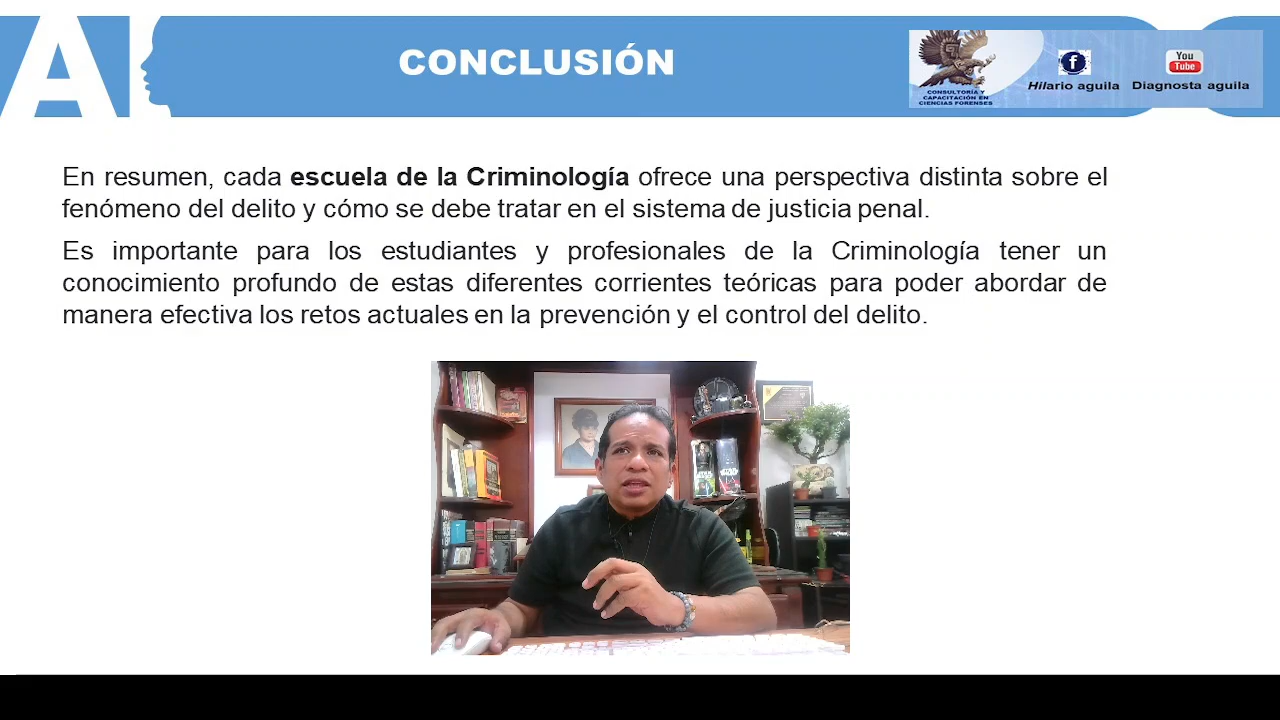 AI
CONCLUSIÓN
CONSULTORÍA Y
CAPACITACIÓN EN
CIENCIAS FORENSES
f
Hilario aguila
You
Tube
Diagnosta aguila
En resumen, cada escuela de la Criminología ofrece una perspectiva distinta sobre el
fenómeno del delito y cómo se debe tratar en el sistema de justicia penal.
Es importante para los estudiantes y profesionales de la Criminología tener un
conocimiento profundo de estas diferentes corrientes teóricas para poder abordar de
manera efectiva los retos actuales en la prevención y el control del delito.